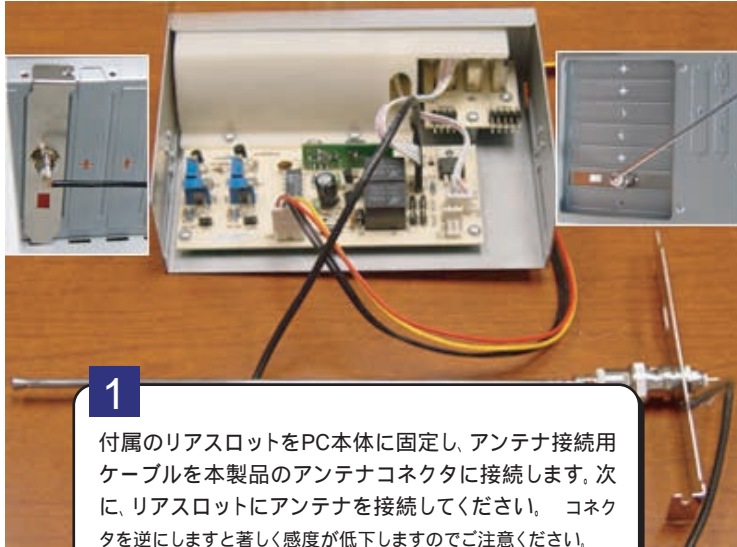 1
付属のリアスロットをPC本体に固定し、アンテナ接続用
ケーブルを本製品のアンテナコネクタに接続します。次
に、リアスロットにアンテナを接続してください。 コネク
タを逆にしますと著しく感度が低下しますのでご注意ください。